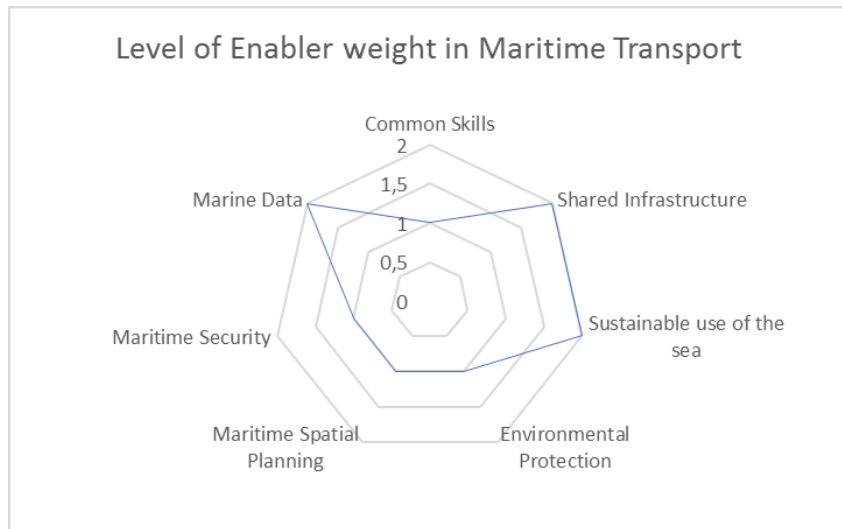 Level of Enabler weight in Maritime Transport
Common Skills
2
1,5
1
0,5
0
Marine Data
Shared Infrastructure
Maritime Security
Sustainable use of the
sea
Maritime Spatial
Planning
Environmental
Protection